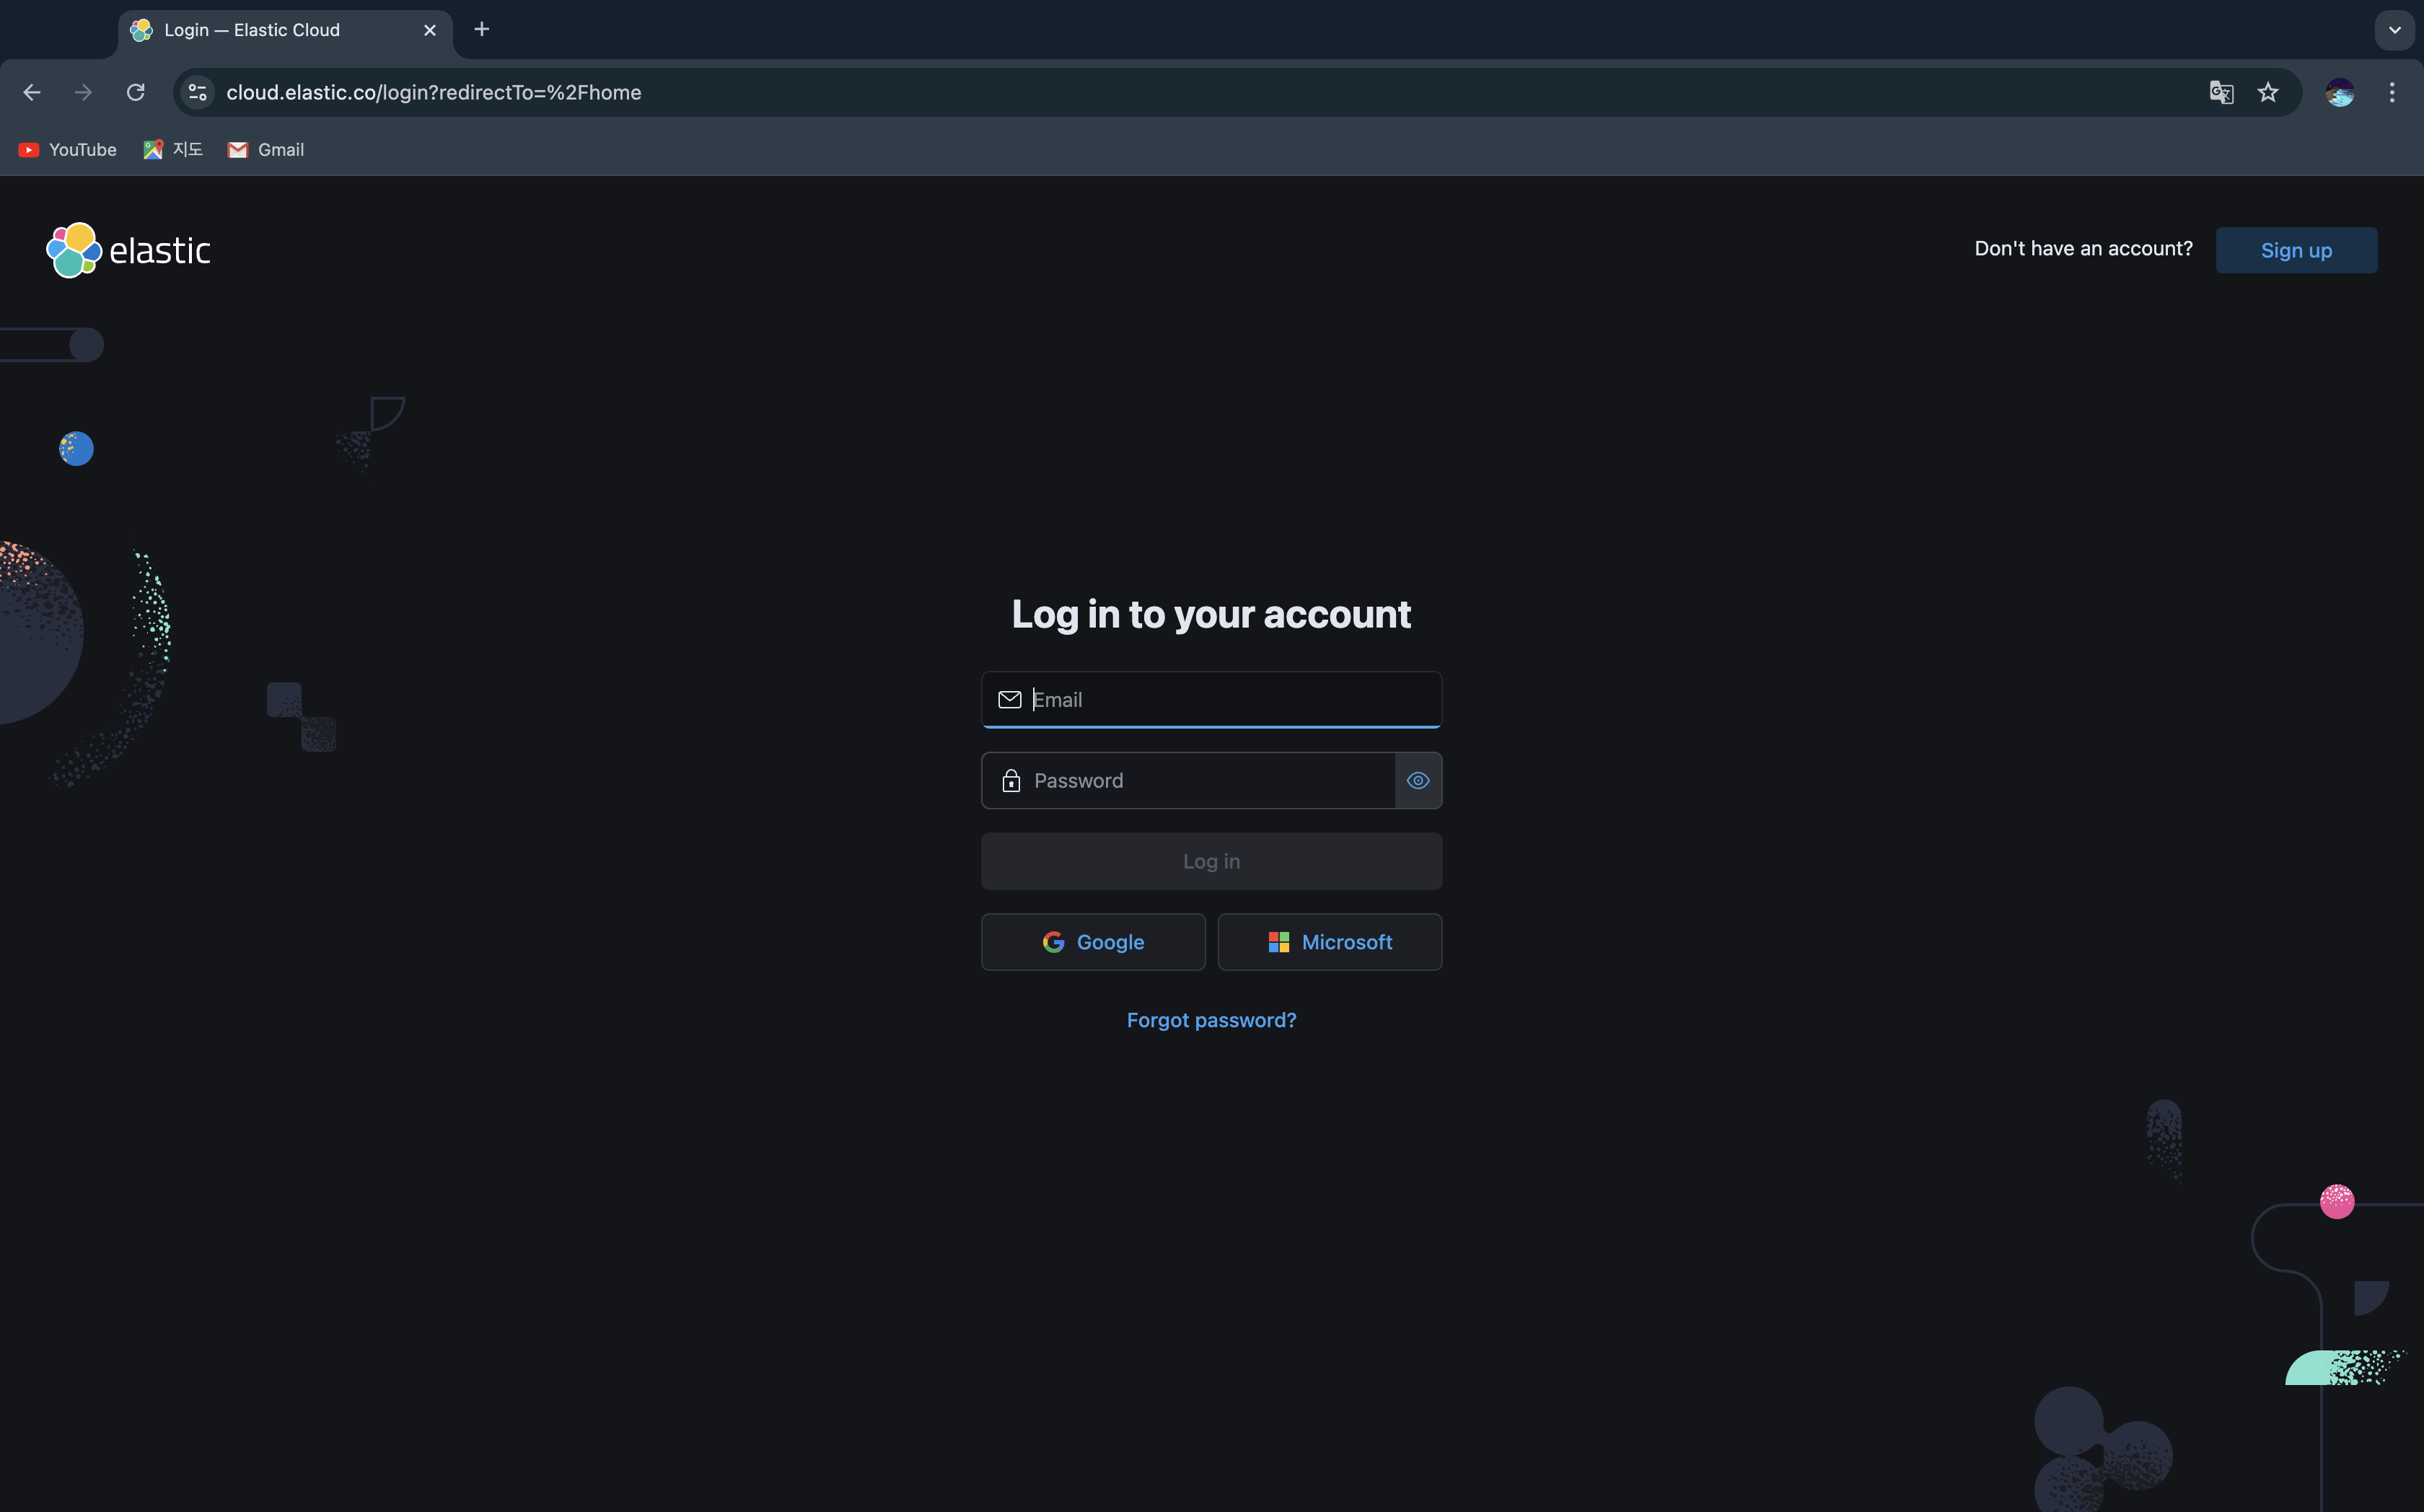 Login — Elastic Cloud
cloud.elastic.co/login?redirectTo=%2Fhome
YouTube 지도 Gmail
elastic
Don't have an account? Sign up
Log in to your account
Email
Password
Log in
Google Microsoft
Forgot password?